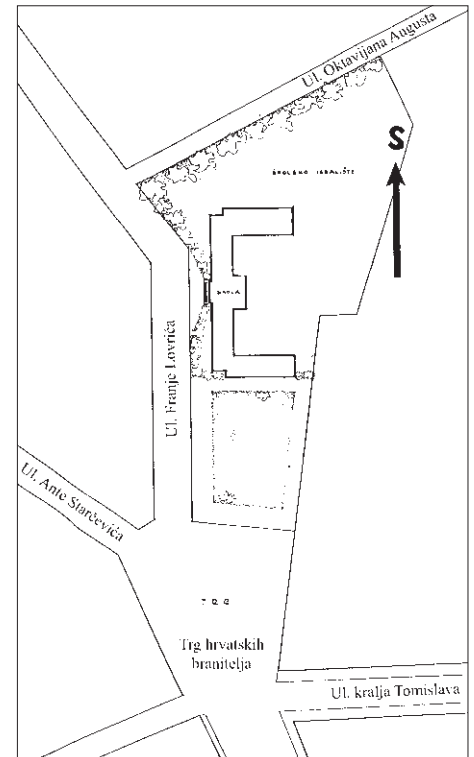 Ul. Oktavijana Augusta
S
ŠKOLSKO IGRALIŠTE
ŠKOLA
Ul. Franje Lovrića
Ul. Ante Starčevića
TRG
Trg hrvatskih
branitelja
Ul. kralja Tomislava